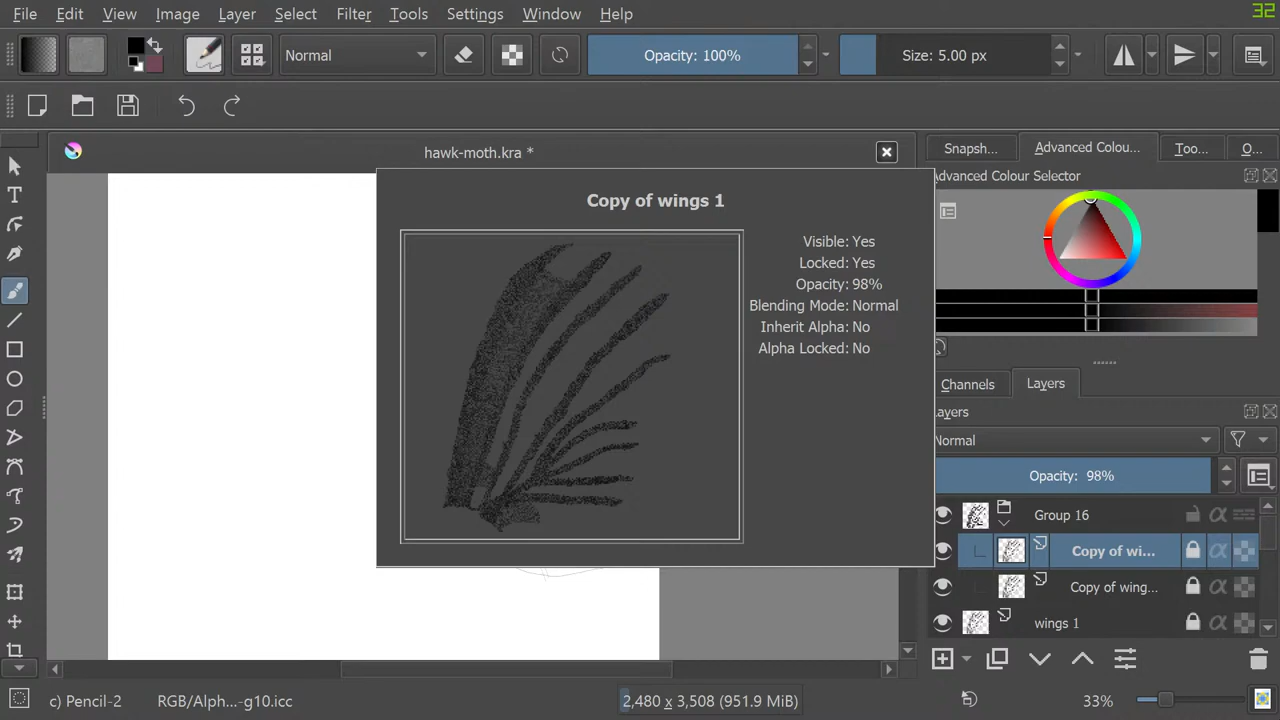 File Edit View Image Layer Select Filter Tools Settings Window Help
32
Normal
Opacity: 100%
Size: 5.00 px
hawk-moth.kra *
Snapsh...
Advanced Colou...
Too...
O...
Advanced Colour Selector
Copy of wings 1
Visible: Yes
Locked: Yes
Opacity: 98%
Blending Mode: Normal
Inherit Alpha: No
Alpha Locked: No
Channels
Layers
Layers
Normal
Opacity: 98%
Group 16
Copy of wi...
Copy of wing...
wings 1
c) Pencil-2
RGB/Alph...-g10.icc
2,480 x 3,508 (951.9 MiB)
33%